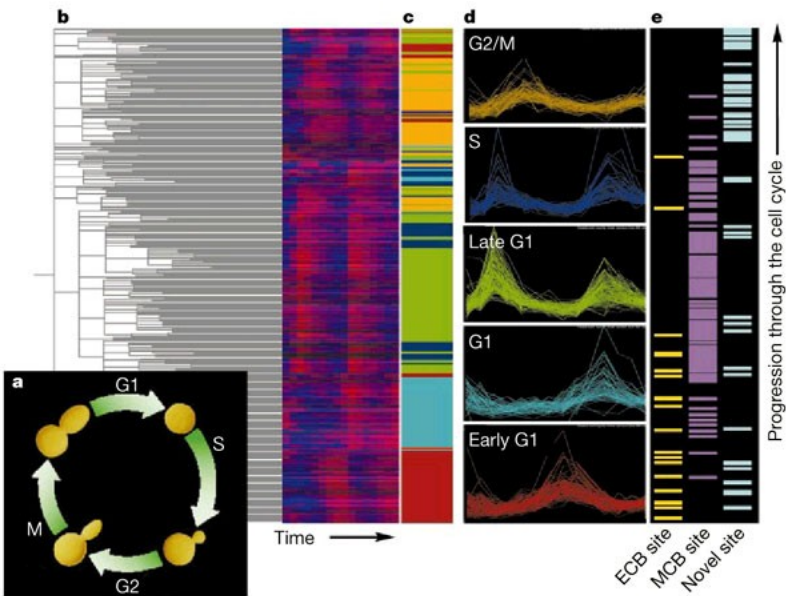 b
c
d
e
G2/M
S
Late G1
G1
Early G1
Progression through the cell cycle
a
G1
S
M
G2
Time
ECB site
MCB site
Novel site